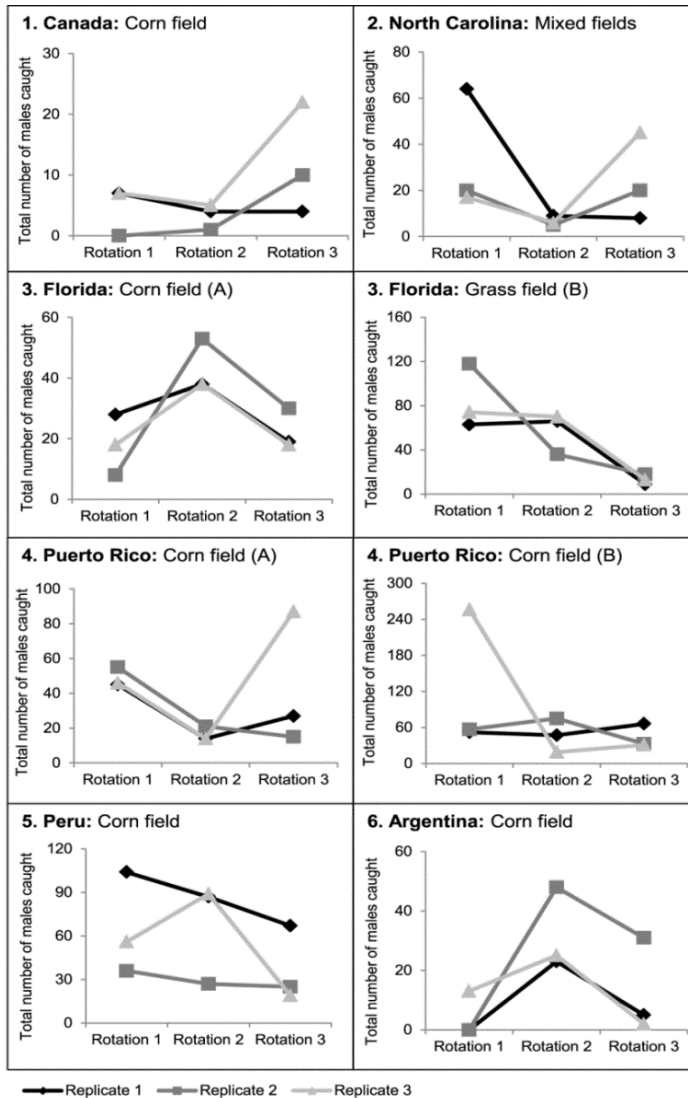 1. Canada: Corn field
Total number of males caught
30
20
10
0
Rotation 1 Rotation 2 Rotation 3
2. North Carolina: Mixed fields
Total number of males caught
80
60
40
20
0
Rotation 1 Rotation 2 Rotation 3
3. Florida: Corn field (A)
Total number of males caught
60
40
20
0
Rotation 1 Rotation 2 Rotation 3
3. Florida: Grass field (B)
Total number of males caught
160
120
80
40
0
Rotation 1 Rotation 2 Rotation 3
4. Puerto Rico: Corn field (A)
Total number of males caught
100
80
60
40
20
0
Rotation 1 Rotation 2 Rotation 3
4. Puerto Rico: Corn field (B)
Total number of males caught
300
240
180
120
60
0
Rotation 1 Rotation 2 Rotation 3
5. Peru: Corn field
Total number of males caught
120
90
60
30
0
Rotation 1 Rotation 2 Rotation 3
6. Argentina: Corn field
Total number of males caught
60
40
20
0
Rotation 1 Rotation 2 Rotation 3
Replicate 1 Replicate 2 Replicate 3